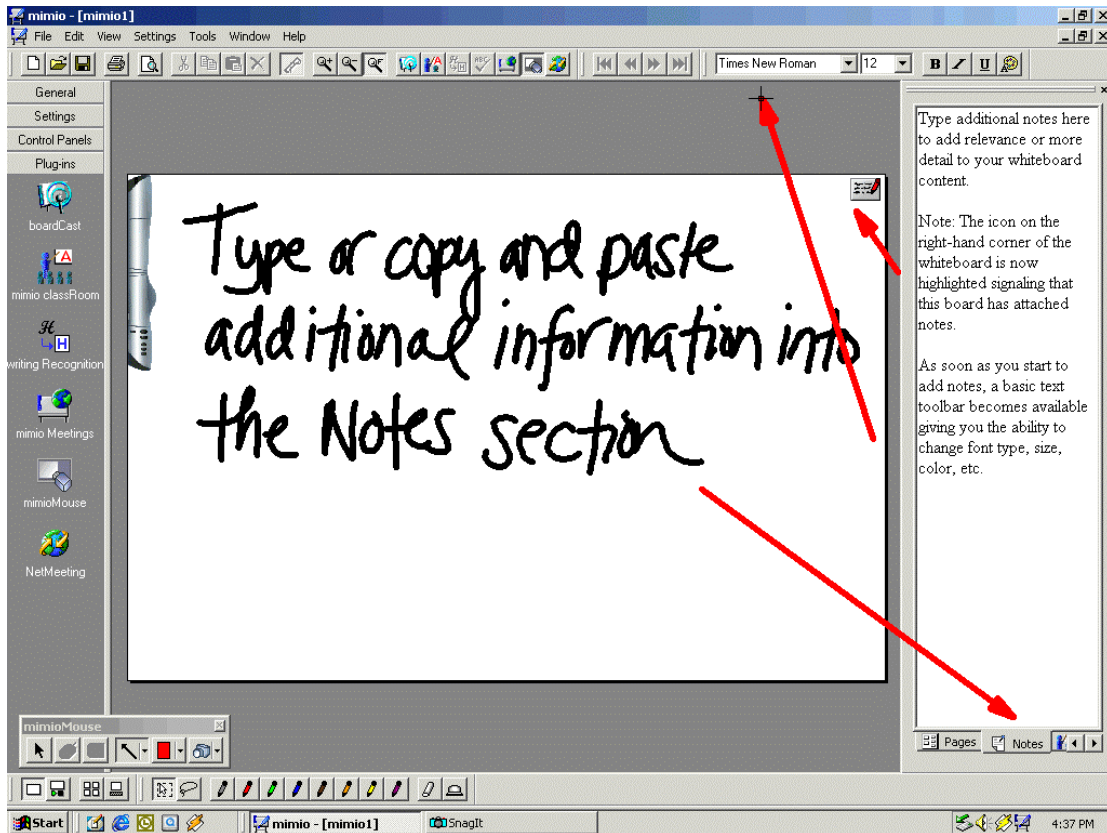 mimio - [mimio1]
File Edit View Settings Tools Window Help
Times New Roman 12 B I U
General
Settings
Control Panels
Plug-ins
boardCast
mimio classRoom
writing Recognition
mimio Meetings
mimioMouse
NetMeeting
Type or copy and paste
additional information into
the Notes section
Type additional notes here
to add relevance or more
detail to your whiteboard
content.
Note: The icon on the
right-hand corner of the
whiteboard is now
highlighted signaling that
this board has attached
notes.
As soon as you start to
add notes, a basic text
toolbar becomes available
giving you the ability to
change font type, size,
color, etc.
Pages Notes
mimioMouse
Start mimio - [mimio1] SnagIt 4:37 PM